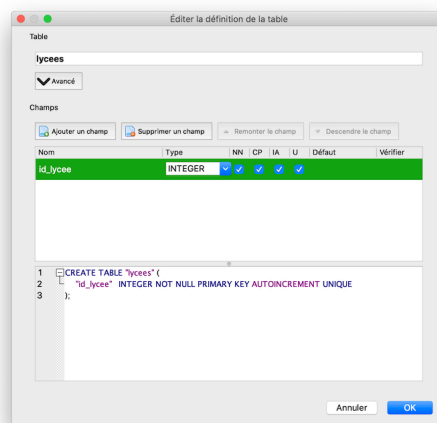 Éditer la définition de la table
Table
lycees
Avancé
Champs
Ajouter un champ Supprimer un champ Remonter le champ Descendre le champ
Nom Type NN CP IA U Défaut Vérifier
id_lycee INTEGER
1 CREATE TABLE "lycees" (
2 "id_lycee" INTEGER NOT NULL PRIMARY KEY AUTOINCREMENT UNIQUE
3 );
Annuler OK